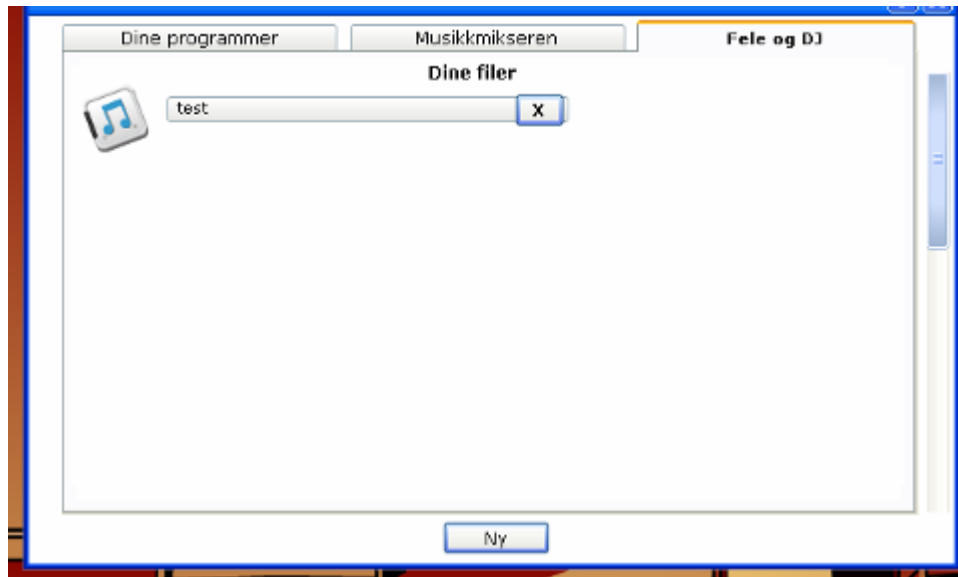 Dine programmer
Musikkmikseren
Fele og DJ
Dine filer
test
X
Ny